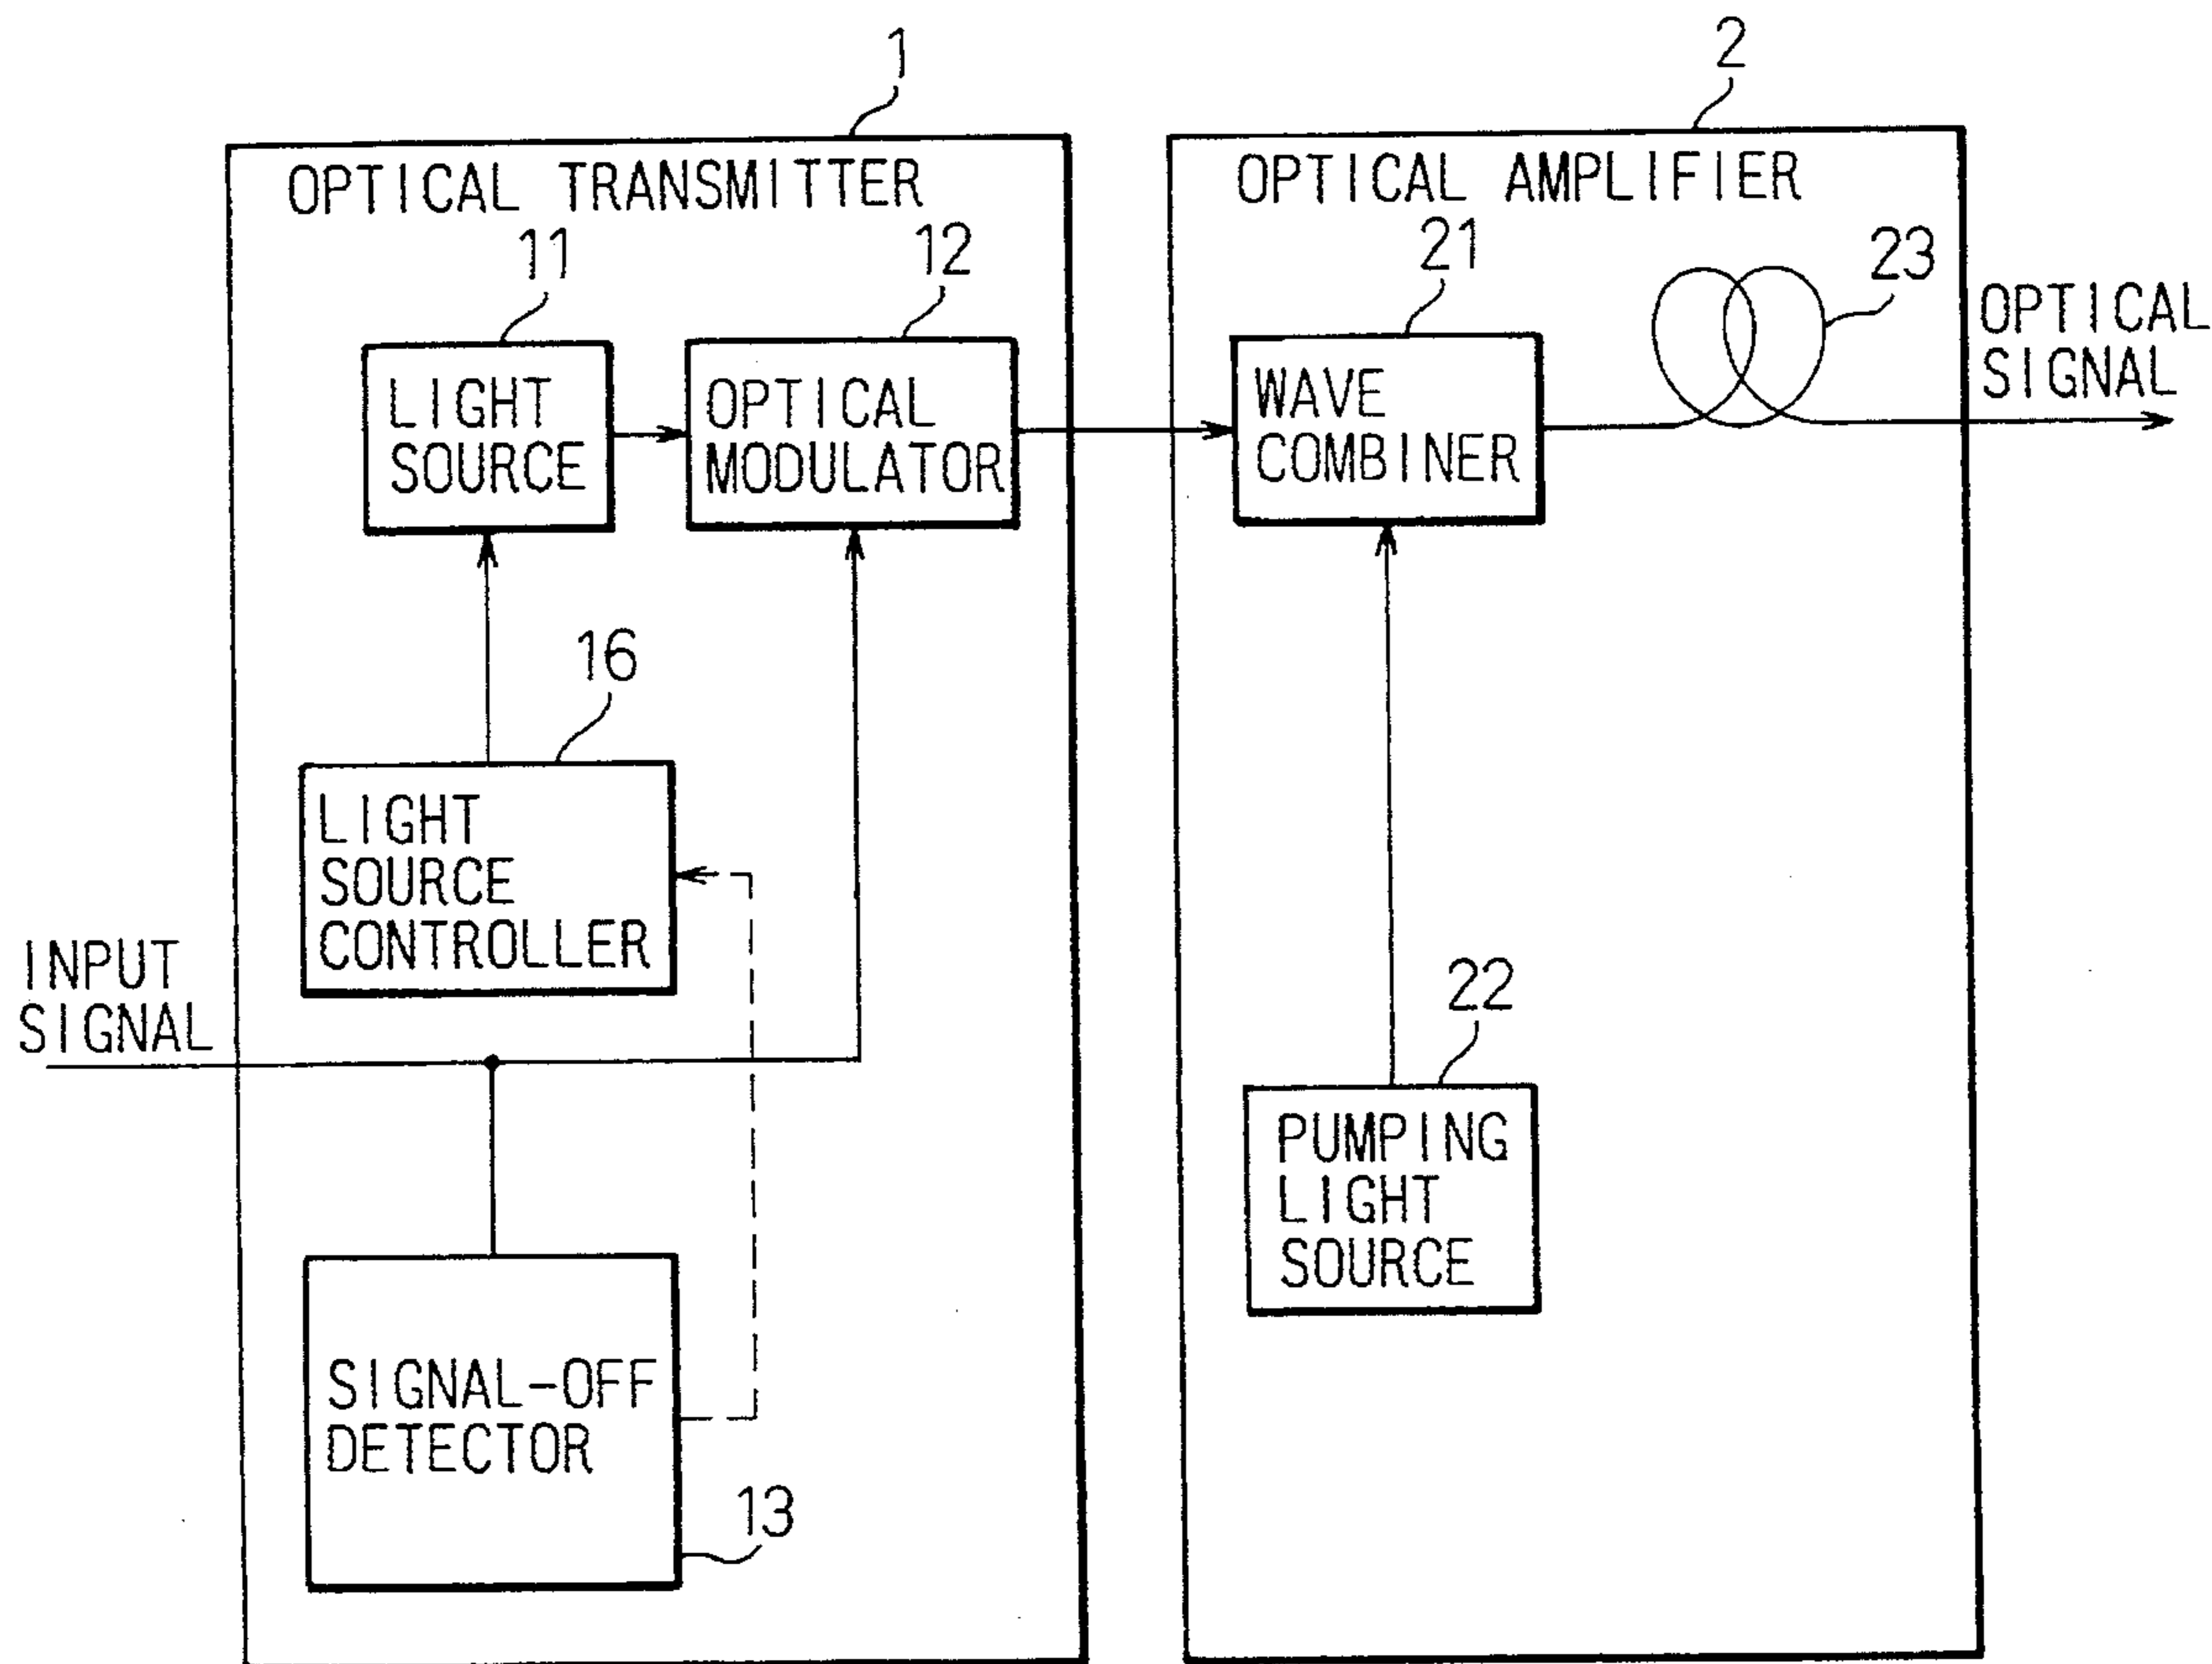 1
2
OPTICAL TRANSMITTER
OPTICAL AMPLIFIER
11
12
21
23
LIGHT
SOURCE
OPTICAL
MODULATOR
WAVE
COMBINER
OPTICAL
SIGNAL
16
LIGHT
SOURCE
CONTROLLER
INPUT
SIGNAL
22
PUMPING
LIGHT
SOURCE
SIGNAL-OFF
DETECTOR
13